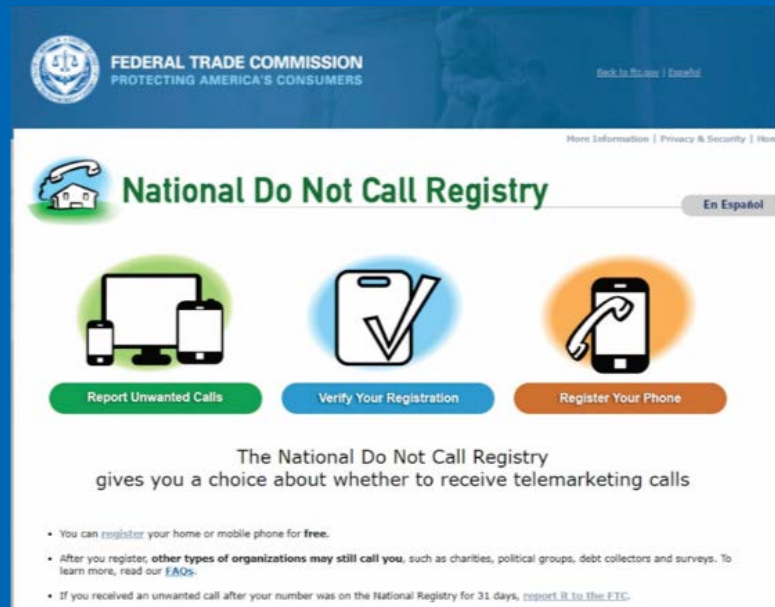 FEDERAL TRADE COMMISSION
PROTECTING AMERICA'S CONSUMERS
Back to ftc.gov | Español
More Information | Privacy & Security | Hom
National Do Not Call Registry
En Español
Report Unwanted Calls
Verify Your Registration
Register Your Phone
The National Do Not Call Registry
gives you a choice about whether to receive telemarketing calls
• You can register your home or mobile phone for free.
• After you register, other types of organizations may still call you, such as charities, political groups, debt collectors and surveys. To
learn more, read our FAQs.
• If you received an unwanted call after your number was on the National Registry for 31 days, report it to the FTC.